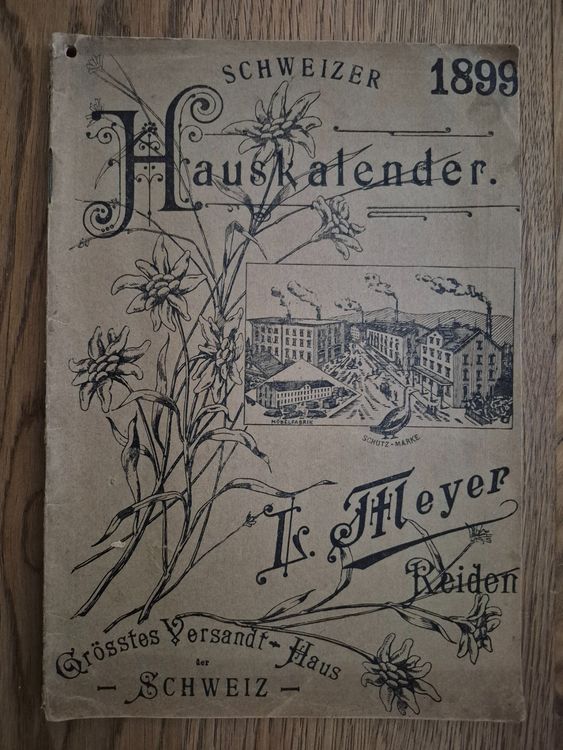 SCHWEIZER
1899
Hauskalender.
MÖBELFABRIK
SCHUTZ-MARKE
L. Meyer
Reiden
Grösstes Versandt-Haus
der
– SCHWEIZ –